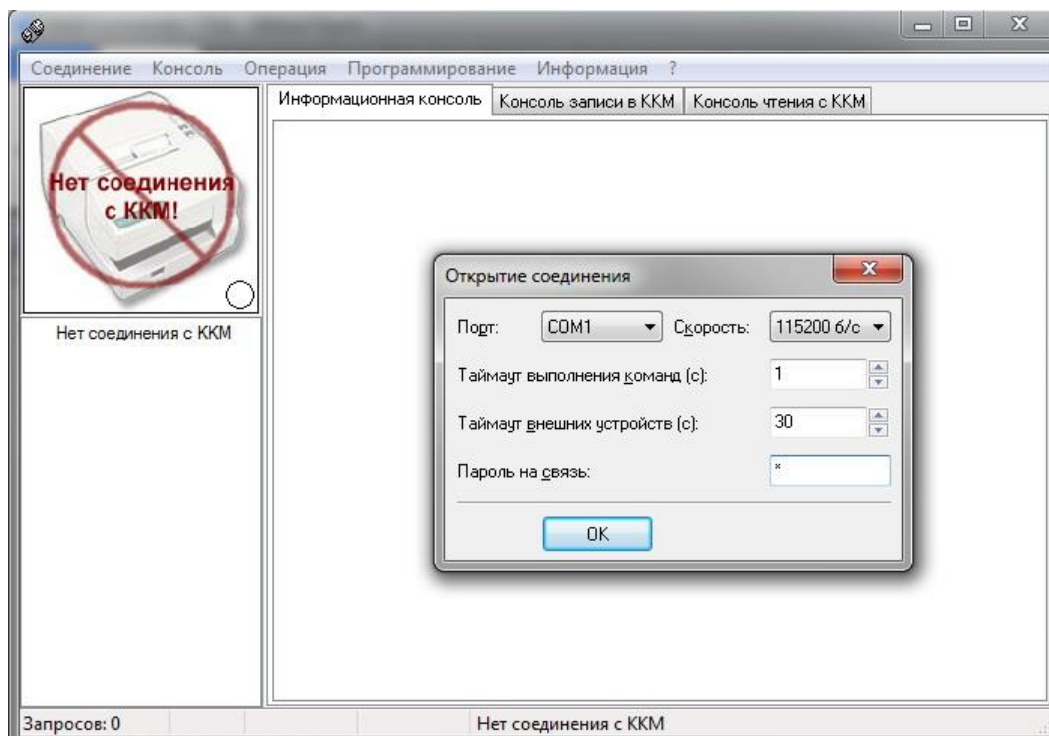 Соединение Консоль Операция Программирование Информация ?
Нет соединения
с ККМ!
Нет соединения с ККМ
Информационная консоль Консоль записи в ККМ Консоль чтения с ККМ
Открытие соединения
Порт: COM1 Скорость: 115200 б/с
Таймаут выполнения команд (с): 1
Таймаут внешних устройств (с): 30
Пароль на связь: *
OK
Запросов: 0 Нет соединения с ККМ